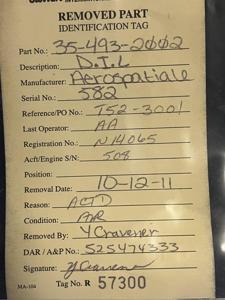 REMOVED PART
IDENTIFICATION TAG
Part No.: 35-493-2002
Description: D.I.L
Manufacturer: Aerospatiale
Serial No.: 582
Reference/PO No.: T52-3001
Last Operator: AA
Registration No.: N14065
Acft/Engine S/N: 508
Position:
Removal Date: 10-12-11
Reason: ACTD
Condition: AR
Removed By: Y Cravener
DAR / A&P No.: 525474333
Signature:
MA-104 Tag No. R 57300